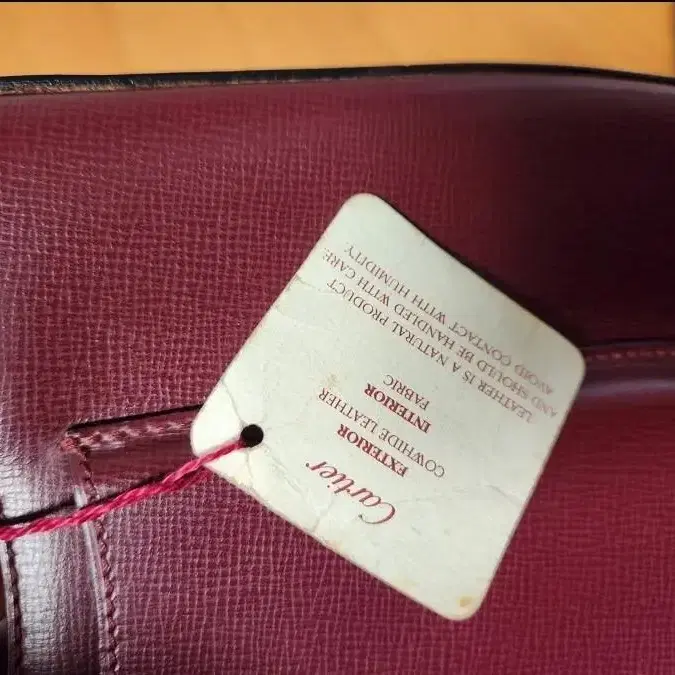 Cartier
EXTERIOR
COWHIDE LEATHER
INTERIOR
FABRIC
LEATHER IS A NATURAL PRODUCT
AND SHOULD BE HANDLED WITH CARE.
AVOID CONTACT WITH HUMIDITY.